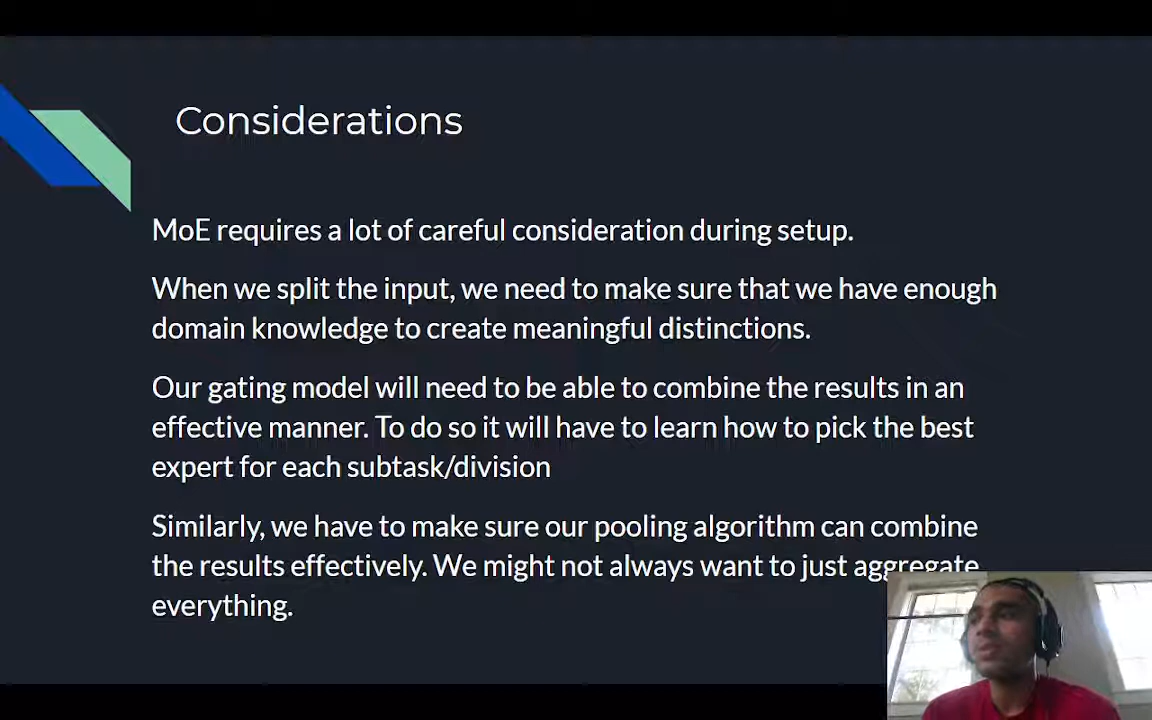 Considerations
MoE requires a lot of careful consideration during setup.
When we split the input, we need to make sure that we have enough
domain knowledge to create meaningful distinctions.
Our gating model will need to be able to combine the results in an
effective manner. To do so it will have to learn how to pick the best
expert for each subtask/division
Similarly, we have to make sure our pooling algorithm can combine
the results effectively. We might not always want to just aggregate
everything.